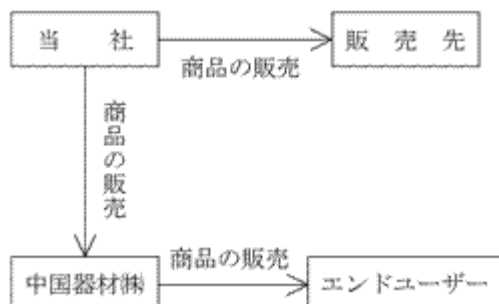 当 社
販 売 先
商品の販売
商品の販売
中国器材㈱
商品の販売
エンドユーザー